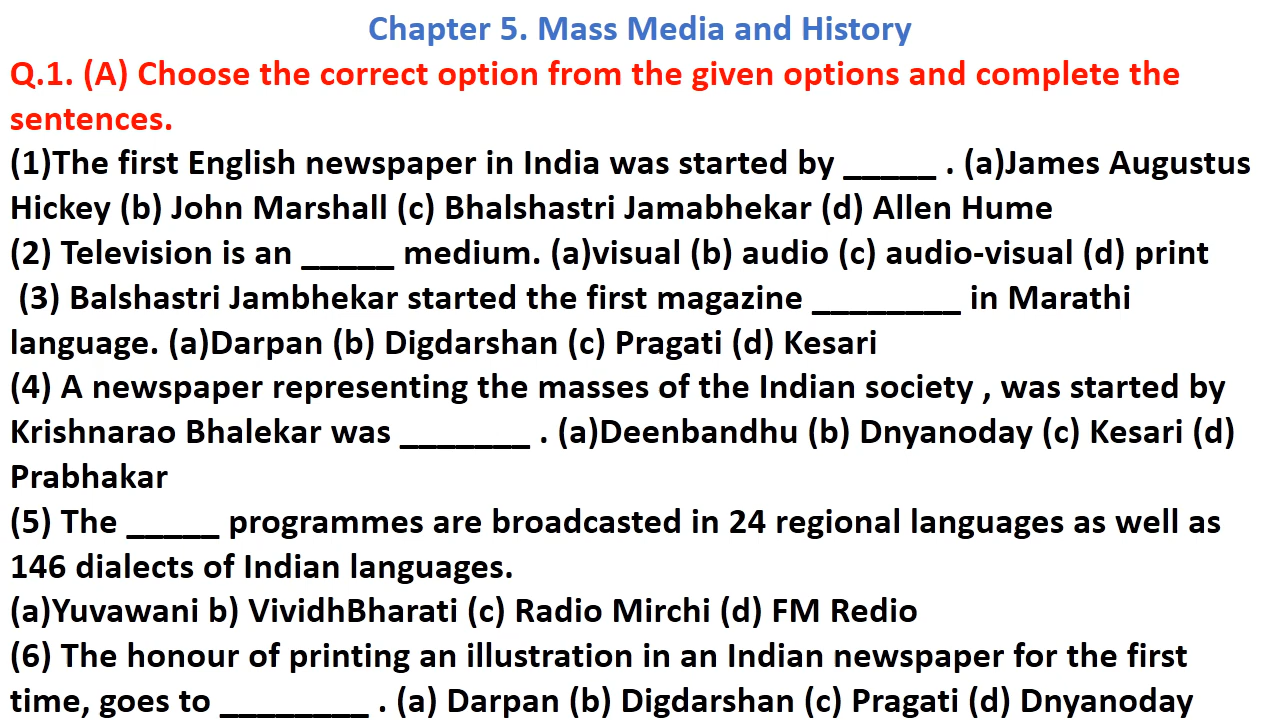 Chapter 5. Mass Media and History
Q.1. (A) Choose the correct option from the given options and complete the
sentences.
(1)The first English newspaper in India was started by _____ . (a)James Augustus
Hickey (b) John Marshall (c) Bhalshastri Jamabhekar (d) Allen Hume
(2) Television is an _____ medium. (a)visual (b) audio (c) audio-visual (d) print
(3) Balshastri Jambhekar started the first magazine ________ in Marathi
language. (a)Darpan (b) Digdarshan (c) Pragati (d) Kesari
(4) A newspaper representing the masses of the Indian society , was started by
Krishnarao Bhalekar was _______ . (a)Deenbandhu (b) Dnyanoday (c) Kesari (d)
Prabhakar
(5) The _____ programmes are broadcasted in 24 regional languages as well as
146 dialects of Indian languages.
(a)Yuvawani b) VividhBharati (c) Radio Mirchi (d) FM Redio
(6) The honour of printing an illustration in an Indian newspaper for the first
time, goes to ________ . (a) Darpan (b) Digdarshan (c) Pragati (d) Dnyanoday